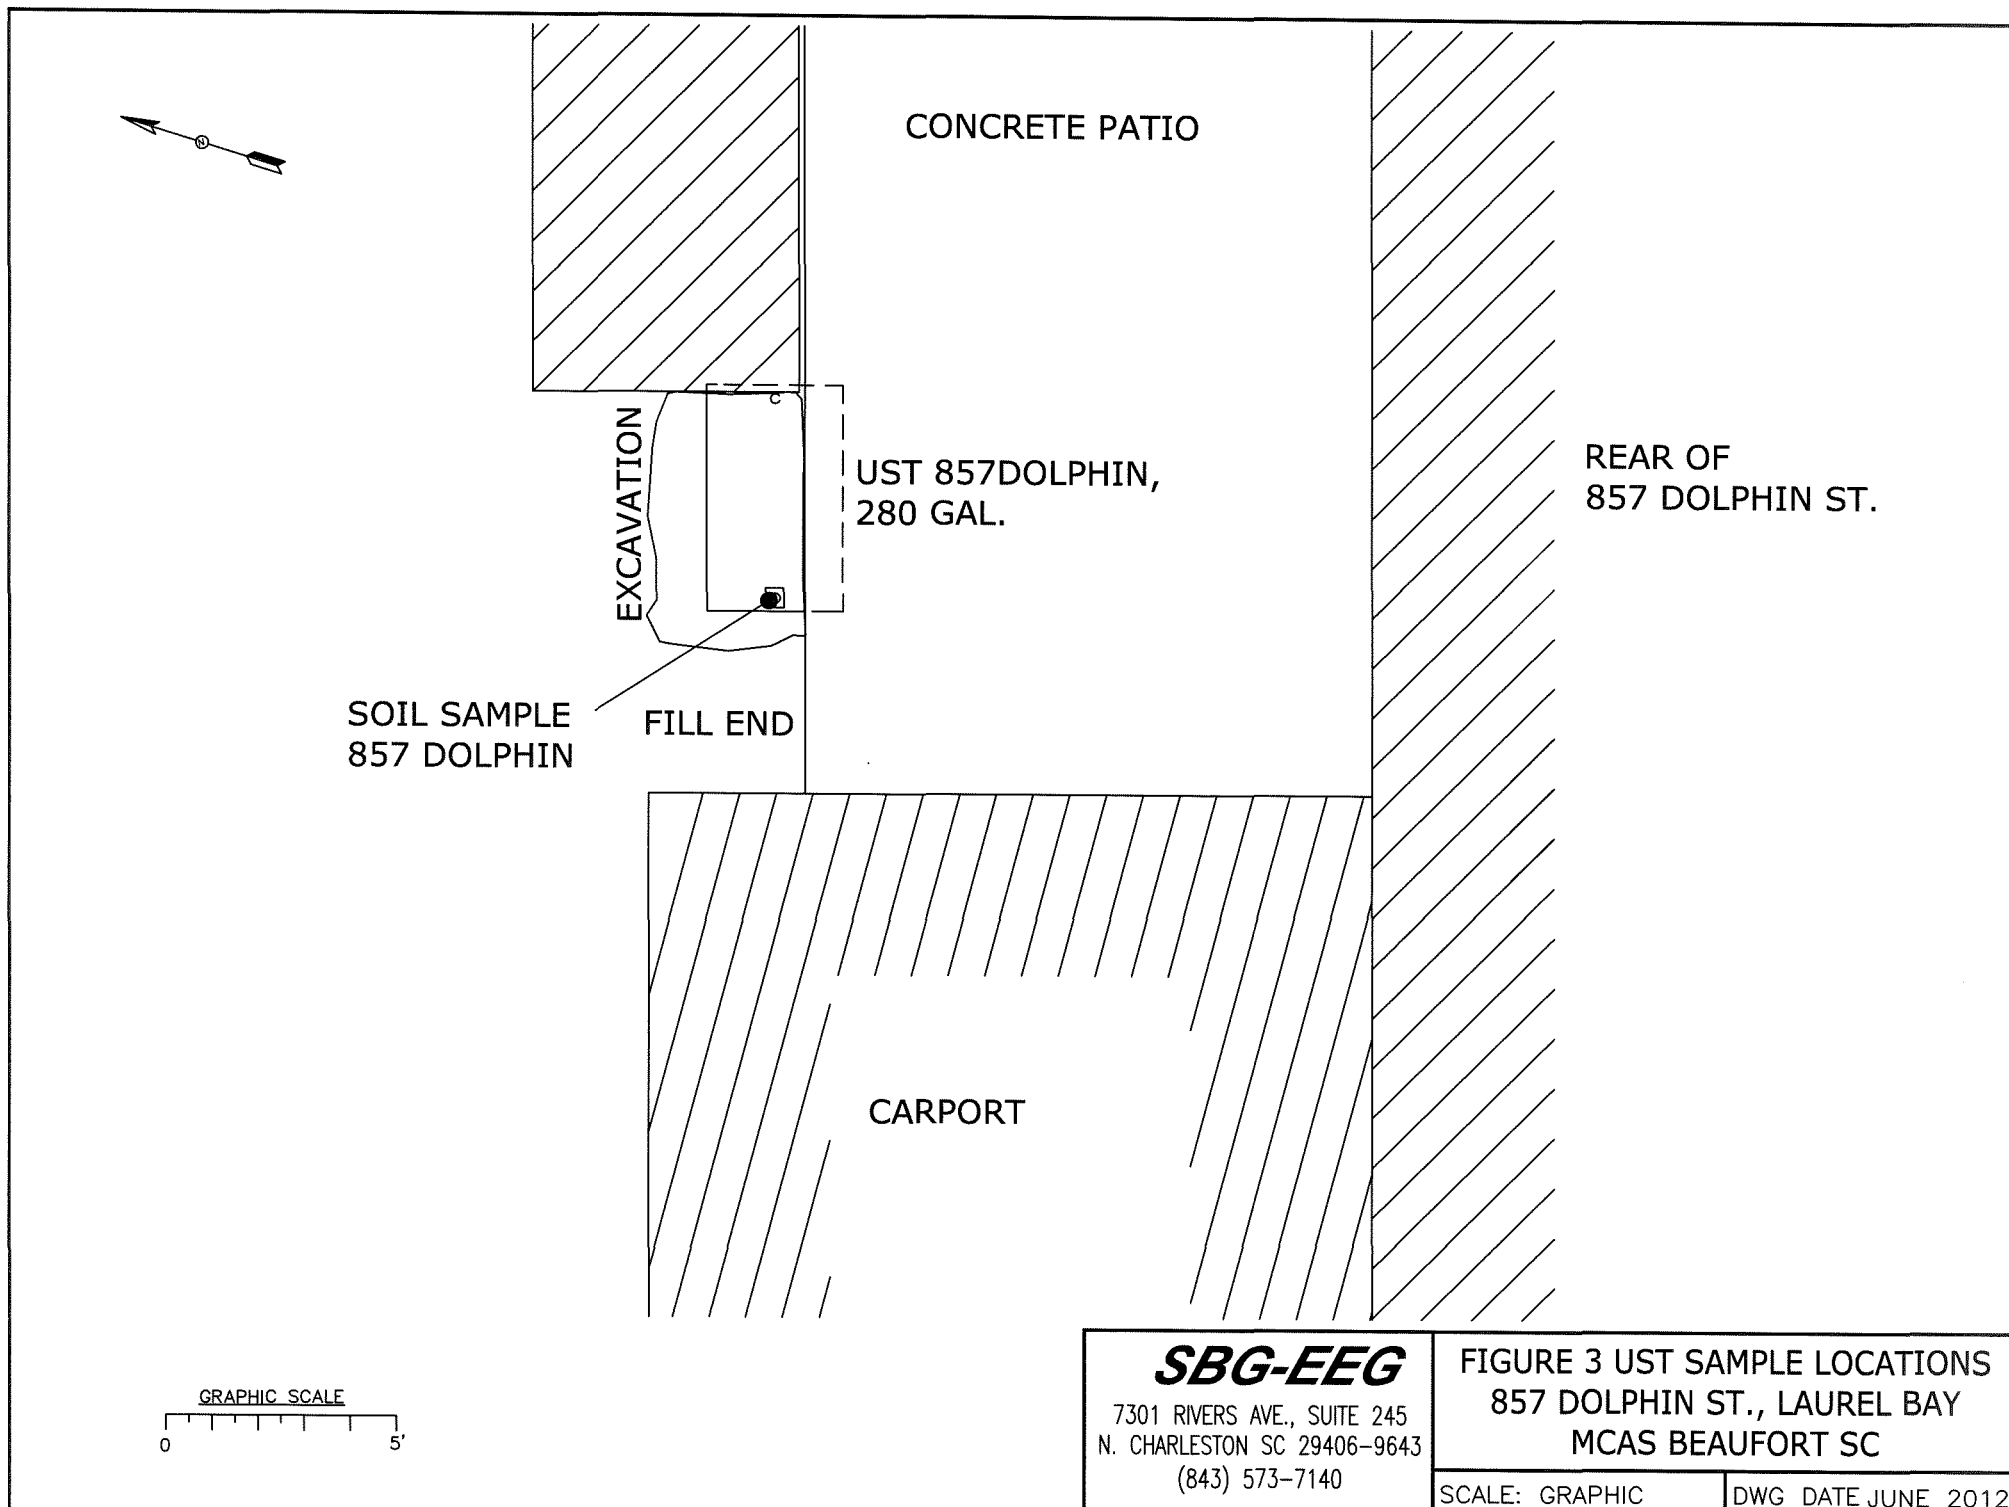 N
CONCRETE PATIO
C
EXCAVATION
UST 857DOLPHIN,
280 GAL.
REAR OF
857 DOLPHIN ST.
SOIL SAMPLE
857 DOLPHIN
FILL END
CARPORT
GRAPHIC SCALE
0 5'
SBG-EEG
7301 RIVERS AVE., SUITE 245
N. CHARLESTON SC 29406-9643
(843) 573-7140
FIGURE 3 UST SAMPLE LOCATIONS
857 DOLPHIN ST., LAUREL BAY
MCAS BEAUFORT SC
SCALE: GRAPHIC
DWG DATE JUNE 2012